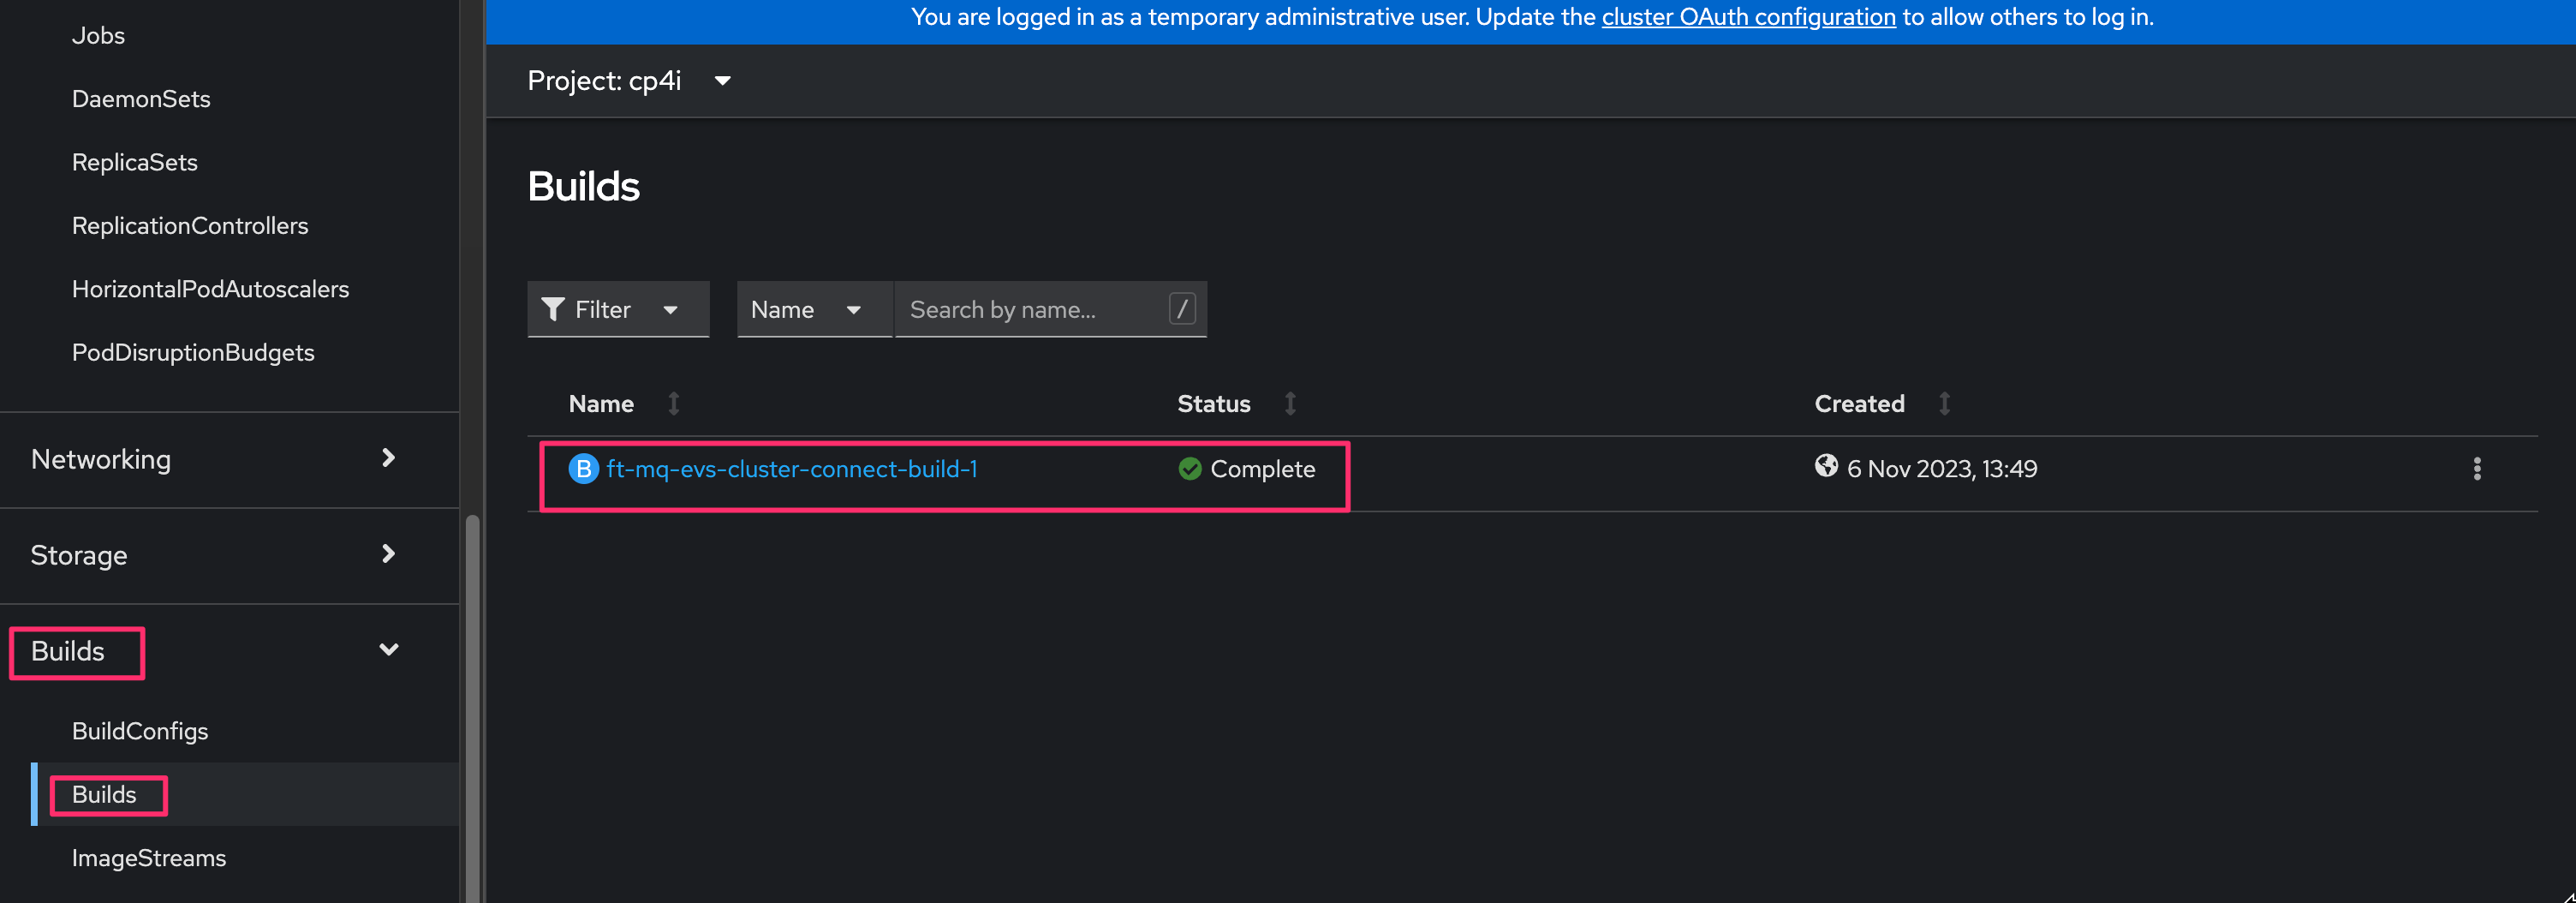 Jobs
DaemonSets
ReplicaSets
ReplicationControllers
HorizontalPodAutoscalers
PodDisruptionBudgets
Networking
Storage
Builds
BuildConfigs
Builds
ImageStreams
You are logged in as a temporary administrative user. Update the cluster OAuth configuration to allow others to log in.
Project: cp4i
Builds
Filter Name Search by name... /
Name Status Created
B ft-mq-evs-cluster-connect-build-1 Complete 6 Nov 2023, 13:49